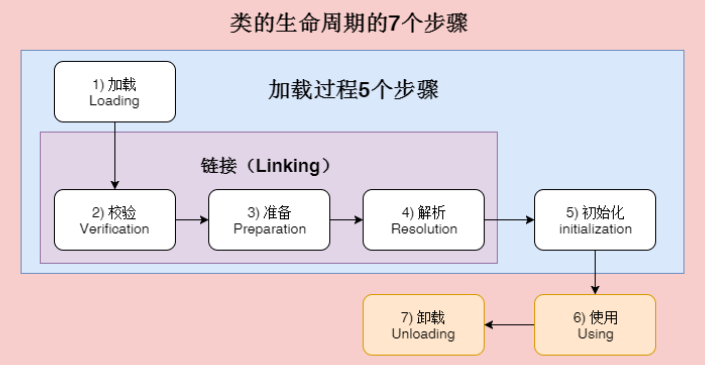 类的生命周期的7个步骤
加载过程5个步骤
1) 加载
Loading
链接（Linking）
2) 校验
Verification
3) 准备
Preparation
4) 解析
Resolution
5) 初始化
initialization
7) 卸载
Unloading
6) 使用
Using